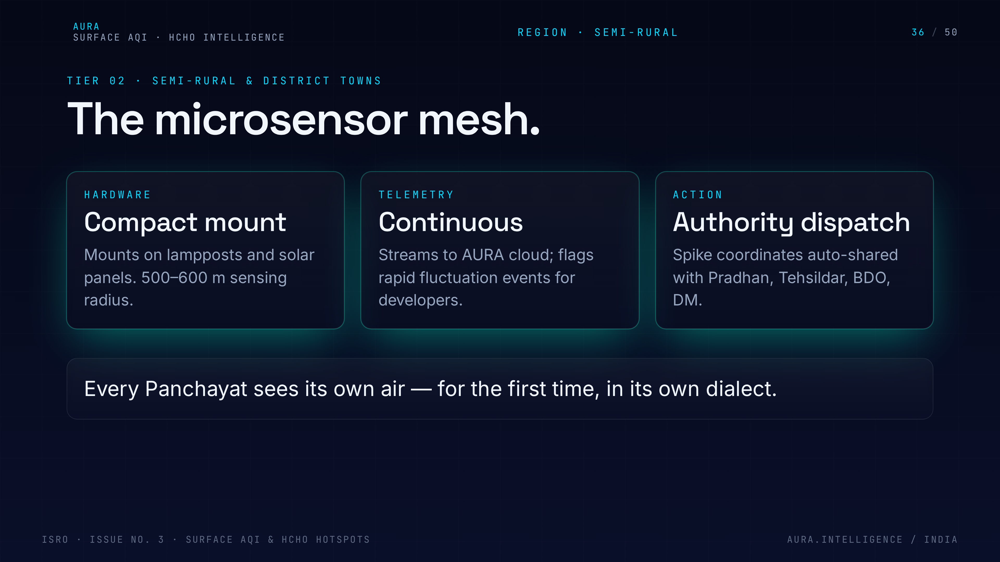 AURA
SURFACE AQI · HCHO INTELLIGENCE
REGION · SEMI-RURAL
36 / 50
TIER 02 · SEMI-RURAL & DISTRICT TOWNS
The microsensor mesh.
HARDWARE
Compact mount
Mounts on lampposts and solar
panels. 500–600 m sensing
radius.
TELEMETRY
Continuous
Streams to AURA cloud; flags
rapid fluctuation events for
developers.
ACTION
Authority dispatch
Spike coordinates auto-shared
with Pradhan, Tehsildar, BDO,
DM.
Every Panchayat sees its own air — for the first time, in its own dialect.
ISRO · ISSUE NO. 3 · SURFACE AQI & HCHO HOTSPOTS
AURA.INTELLIGENCE / INDIA